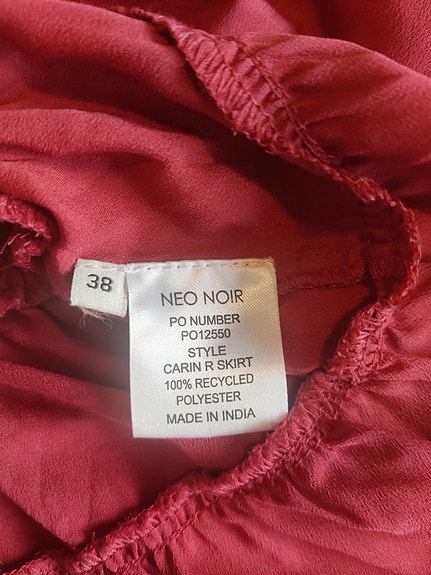 38
NEO NOIR
PO NUMBER
PO12550
STYLE
CARIN R SKIRT
100% RECYCLED
POLYESTER
MADE IN INDIA